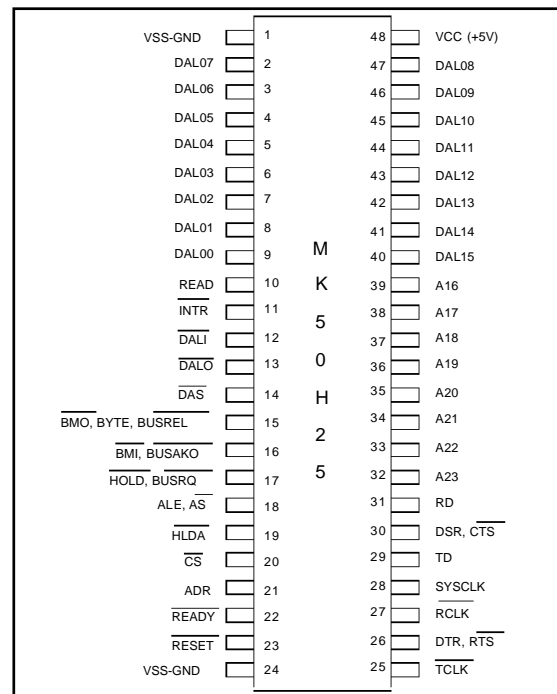 VSS-GND 1 48 VCC (+5V)
DAL07 2 47 DAL08
DAL06 3 46 DAL09
DAL05 4 45 DAL10
DAL04 5 44 DAL11
DAL03 6 43 DAL12
DAL02 7 42 DAL13
DAL01 8 41 DAL14
DAL00 9 40 DAL15
READ 10 39 A16
INTR 11 38 A17
DALI 12 37 A18
DALO 13 36 A19
DAS 14 35 A20
BMO, BYTE, BUSREL 15 34 A21
BMI, BUSAKO 16 33 A22
HOLD, BUSRQ 17 32 A23
ALE, AS 18 31 RD
HLDA 19 30 DSR, CTS
CS 20 29 TD
ADR 21 28 SYSCLK
READY 22 27 RCLK
RESET 23 26 DTR, RTS
VSS-GND 24 25 TCLK
MK50H25